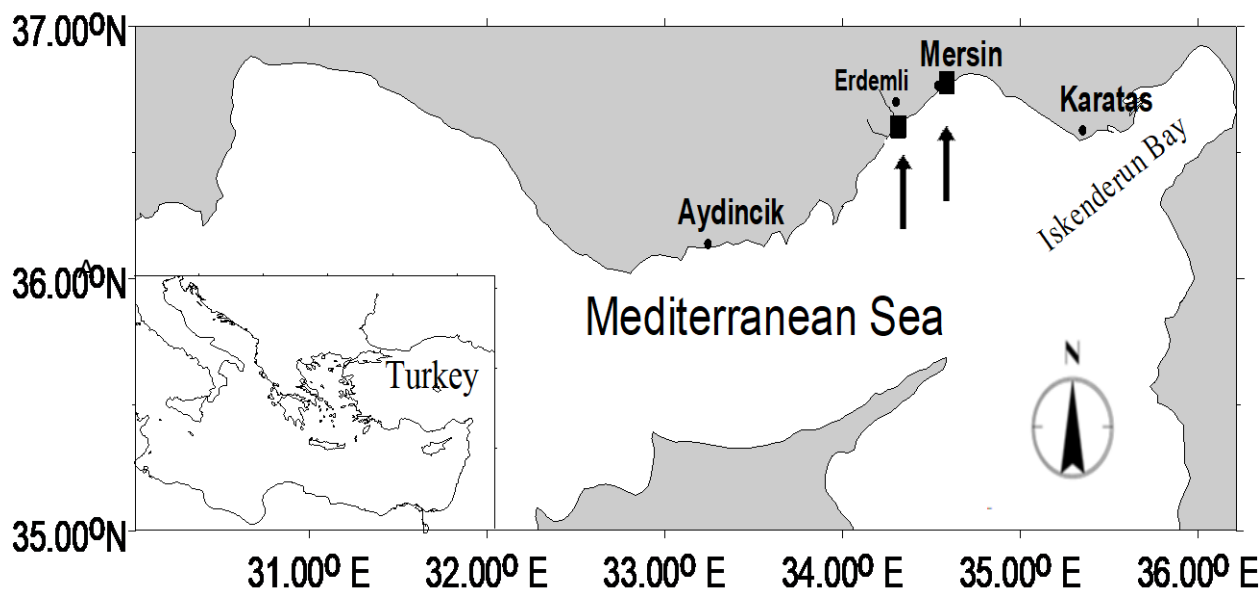 37.00⁰N
Mersin
Erdemli
Karatas
Iskenderun Bay
Aydincik
36.00⁰N
Mediterranean Sea
N
Turkey
35.00⁰N
31.00⁰ E
32.00⁰ E
33.00⁰ E
34.00⁰ E
35.00⁰ E
36.00⁰ E